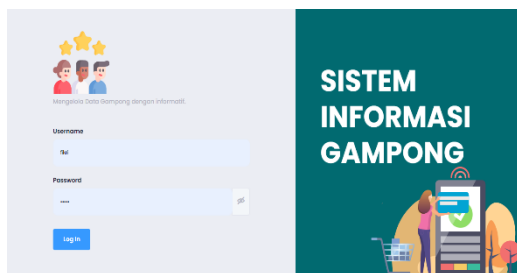 Mengelola Data Gampong dengan Informatif.
Username
Password
Log In
SISTEM
INFORMASI
GAMPONG